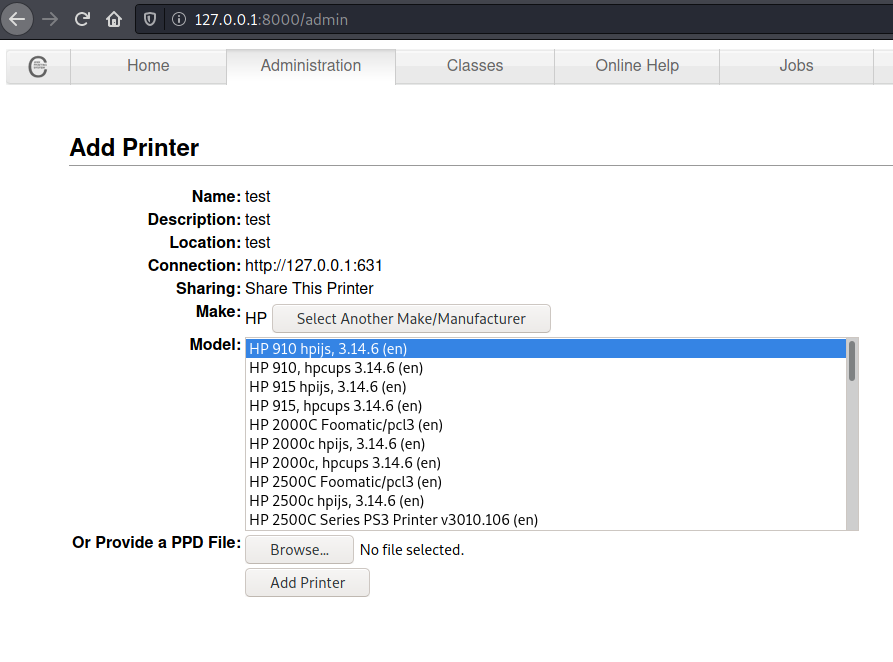 127.0.0.1:8000/admin
Home Administration Classes Online Help Jobs
Add Printer
Name: test
Description: test
Location: test
Connection: http://127.0.0.1:631
Sharing: Share This Printer
Make: HP Select Another Make/Manufacturer
Model: HP 910 hpijs, 3.14.6 (en)
HP 910, hpcups 3.14.6 (en)
HP 915 hpijs, 3.14.6 (en)
HP 915, hpcups 3.14.6 (en)
HP 2000C Foomatic/pcl3 (en)
HP 2000c hpijs, 3.14.6 (en)
HP 2000c, hpcups 3.14.6 (en)
HP 2500C Foomatic/pcl3 (en)
HP 2500c hpijs, 3.14.6 (en)
HP 2500C Series PS3 Printer v3010.106 (en)
Or Provide a PPD File: Browse... No file selected.
Add Printer